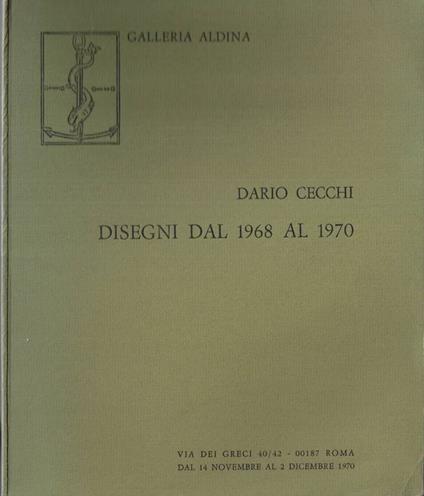 GALLERIA ALDINA
DARIO CECCHI
DISEGNI DAL 1968 AL 1970
VIA DEI GRECI 40/42 - 00187 ROMA
DAL 14 NOVEMBRE AL 2 DICEMBRE 1970